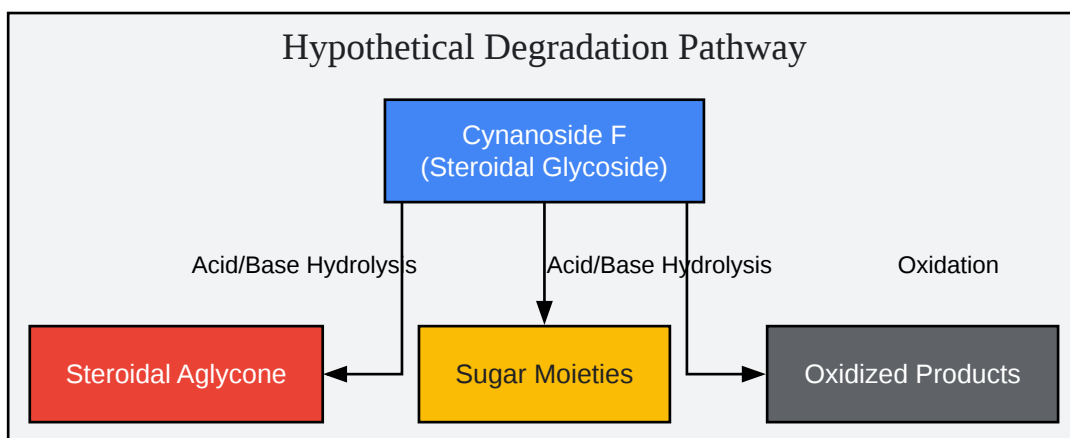 Hypothetical Degradation Pathway
Cynanoside F
(Steroidal Glycoside)
Acid/Base Hydrolysis
Acid/Base Hydrolysis
Oxidation
Steroidal Aglycone
Sugar Moieties
Oxidized Products